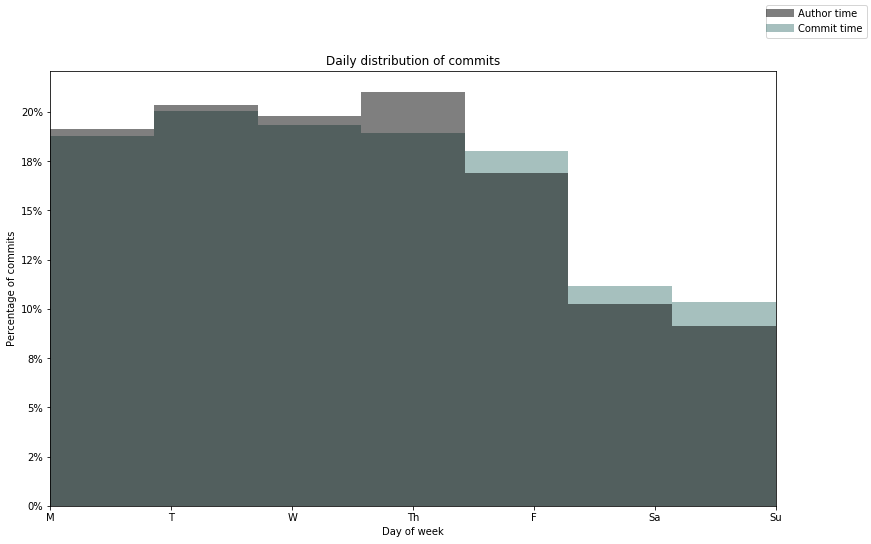 Author time
Commit time
Daily distribution of commits
20%
18%
15%
12%
10%
8%
5%
2%
0%
Percentage of commits
M T W Th F Sa Su
Day of week